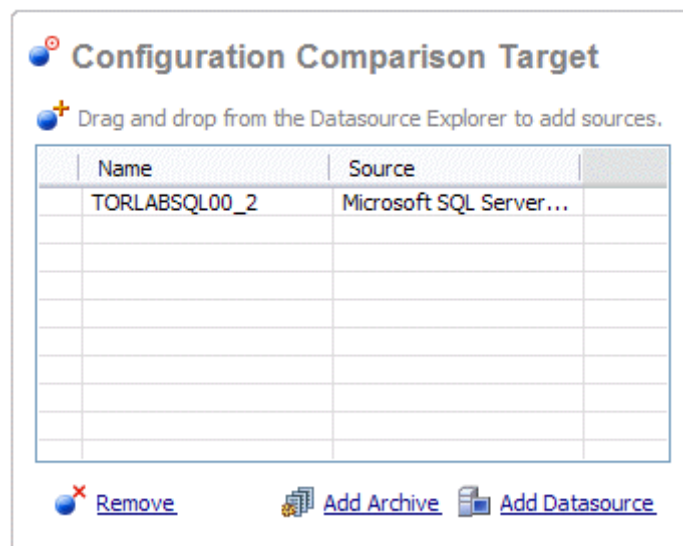 Configuration Comparison Target
Drag and drop from the Datasource Explorer to add sources.
Name Source
TORLABSQL00_2 Microsoft SQL Server...
Remove Add Archive Add Datasource